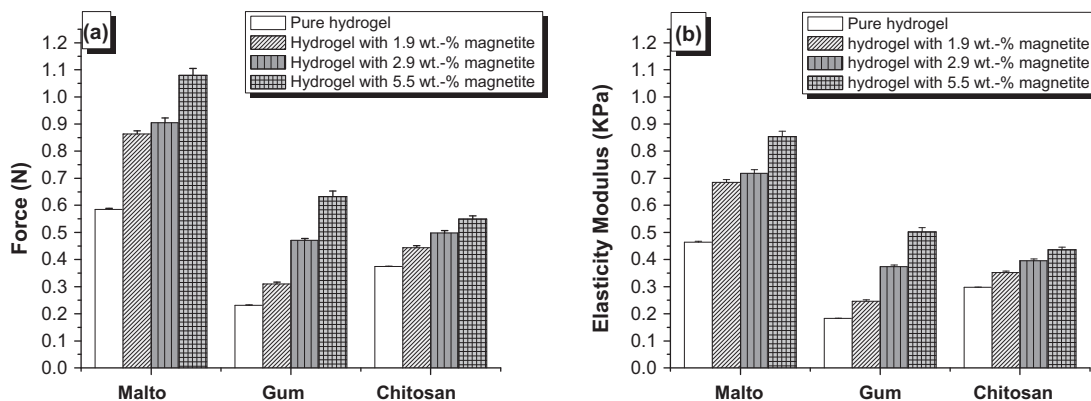 (a)
Pure hydrogel
Hydrogel with 1.9 wt.-% magnetite
Hydrogel with 2.9 wt.-% magnetite
Hydrogel with 5.5 wt.-% magnetite
Force (N)
1.2
1.1
1.0
0.9
0.8
0.7
0.6
0.5
0.4
0.3
0.2
0.1
0.0
Malto Gum Chitosan
(b)
Pure hydrogel
hydrogel with 1.9 wt.-% magnetite
hydrogel with 2.9 wt.-% magnetite
hydrogel with 5.5 wt.-% magnetite
Elasticity Modulus (KPa)
1.2
1.1
1.0
0.9
0.8
0.7
0.6
0.5
0.4
0.3
0.2
0.1
0.0
Malto Gum Chitosan